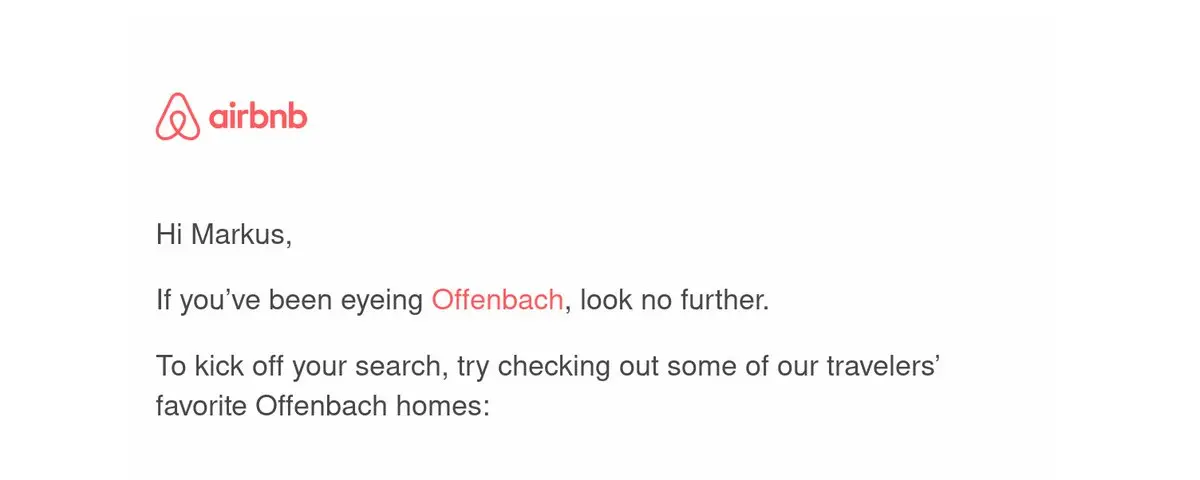 airbnb
Hi Markus,
If you’ve been eyeing Offenbach, look no further.
To kick off your search, try checking out some of our travelers’
favorite Offenbach homes: